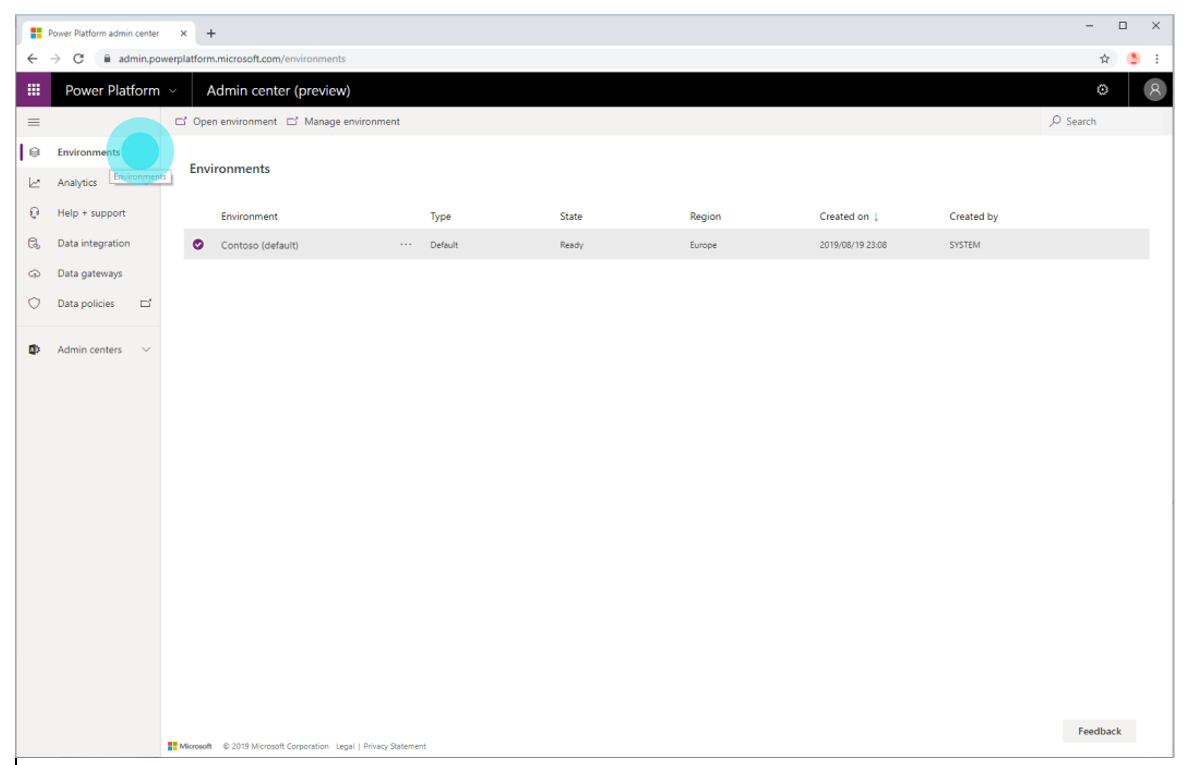 Power Platform admin center
admin.powerplatform.microsoft.com/environments
Power Platform Admin center (preview)
Open environment Manage environment Search
Environments
Environments
Analytics
Help + support
Data integration
Data gateways
Data policies
Admin centers
Environments
Environment Type State Region Created on ↓ Created by
Contoso (default) ··· Default Ready Europe 2019/08/19 23:08 SYSTEM
Feedback
Microsoft © 2019 Microsoft Corporation Legal | Privacy Statement